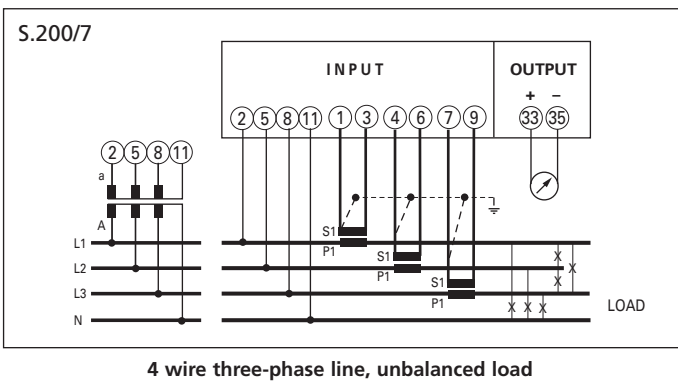 S.200/7
INPUT
OUTPUT
+ −
2 5 8 11 1 3 4 6 7 9 33 35
2 5 8 11
a
A
S1
L1
P1
S1
L2
P1
S1
L3
P1
LOAD
N
X X X X X X
4 wire three-phase line, unbalanced load